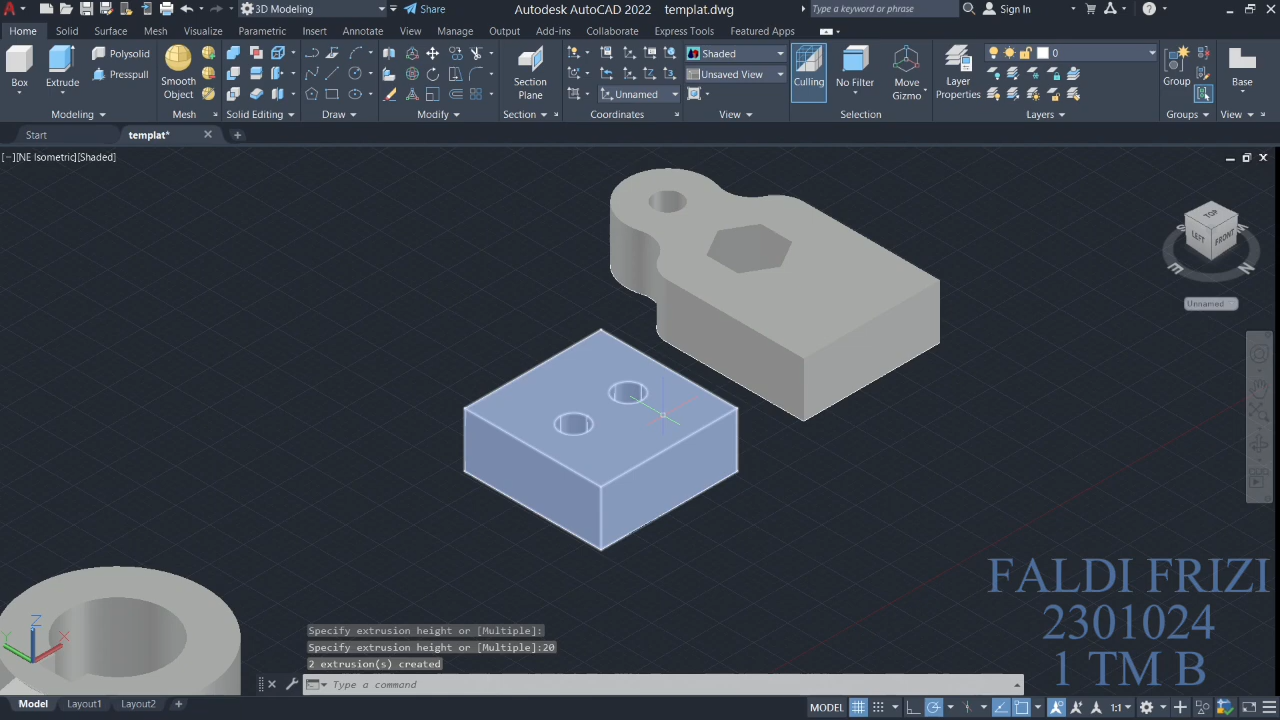 Autodesk AutoCAD 2022 templat.dwg
3D Modeling
Share
Type a keyword or phrase
Sign In
Home Solid Surface Mesh Visualize Parametric Insert Annotate View Manage Output Add-ins Collaborate Express Tools Featured Apps
Box
Extrude
Polysolid
Presspull
Smooth
Object
Section
Plane
Shaded
Unsaved View
Unnamed
Culling
No Filter
Move
Gizmo
Layer
Properties
0
Group
Base
Modeling Mesh Solid Editing Draw Modify Section Coordinates View Selection Layers Groups View
Start
templat*
[−][NE Isometric][Shaded]
TOP
LEFT
FRONT
E
N
Unnamed
Z
Y
X
Specify extrusion height or [Multiple]:
Specify extrusion height or [Multiple]:20
2 extrusion(s) created
Type a command
FALDI FRIZI
2301024
1 TM B
Model Layout1 Layout2
MODEL
1:1